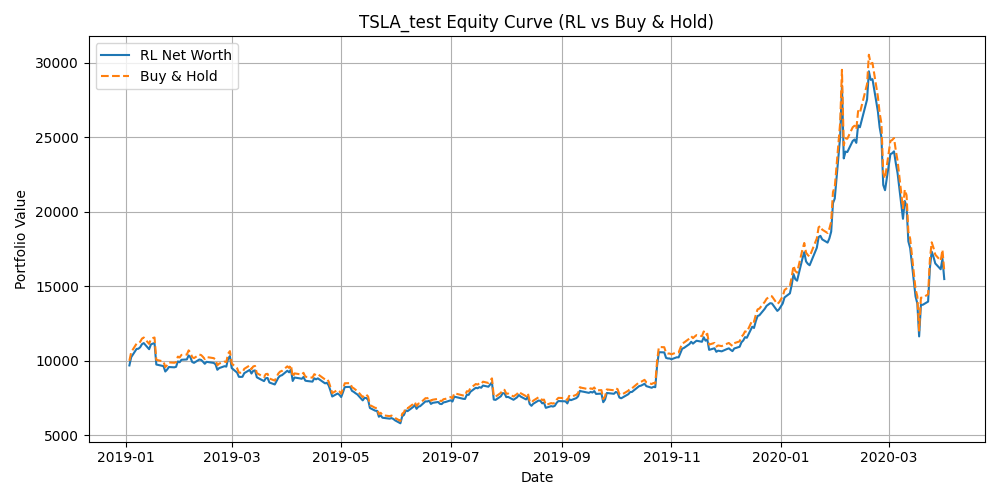 TSLA_test Equity Curve (RL vs Buy & Hold)
RL Net Worth
Buy & Hold
Portfolio Value
30000
25000
20000
15000
10000
5000
2019-01 2019-03 2019-05 2019-07 2019-09 2019-11 2020-01 2020-03
Date